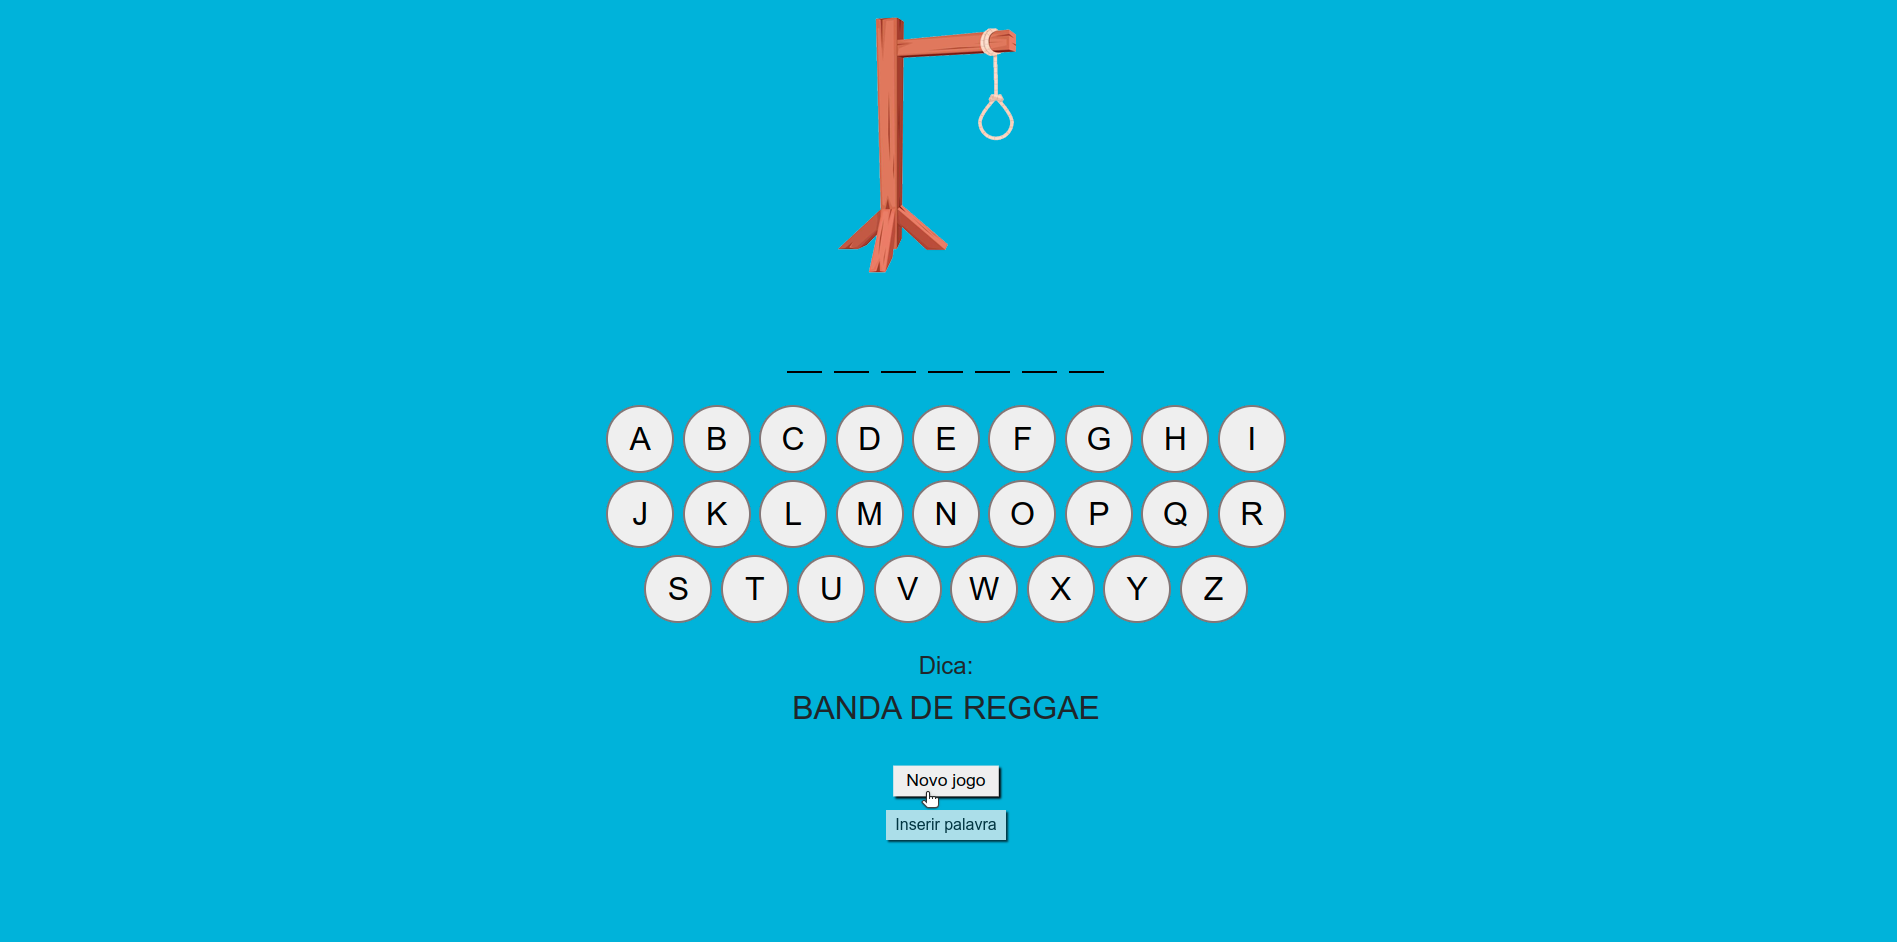 A B C D E F G H I
J K L M N O P Q R
S T U V W X Y Z
Dica:
BANDA DE REGGAE
Novo jogo
Inserir palavra